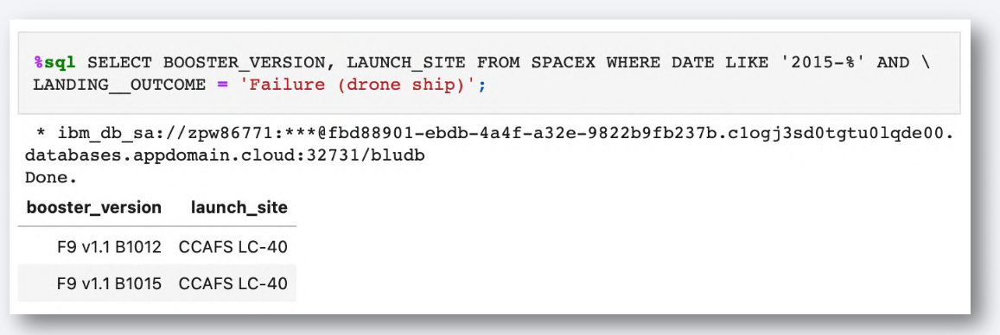 %sql SELECT BOOSTER_VERSION, LAUNCH_SITE FROM SPACEX WHERE DATE LIKE '2015-%' AND \
LANDING__OUTCOME = 'Failure (drone ship)';
* ibm_db_sa://zpw86771:***@fbd88901-ebdb-4a4f-a32e-9822b9fb237b.c1ogj3sd0tgtu0lqde00.
databases.appdomain.cloud:32731/bludb
Done.
booster_version launch_site
F9 v1.1 B1012 CCAFS LC-40
F9 v1.1 B1015 CCAFS LC-40